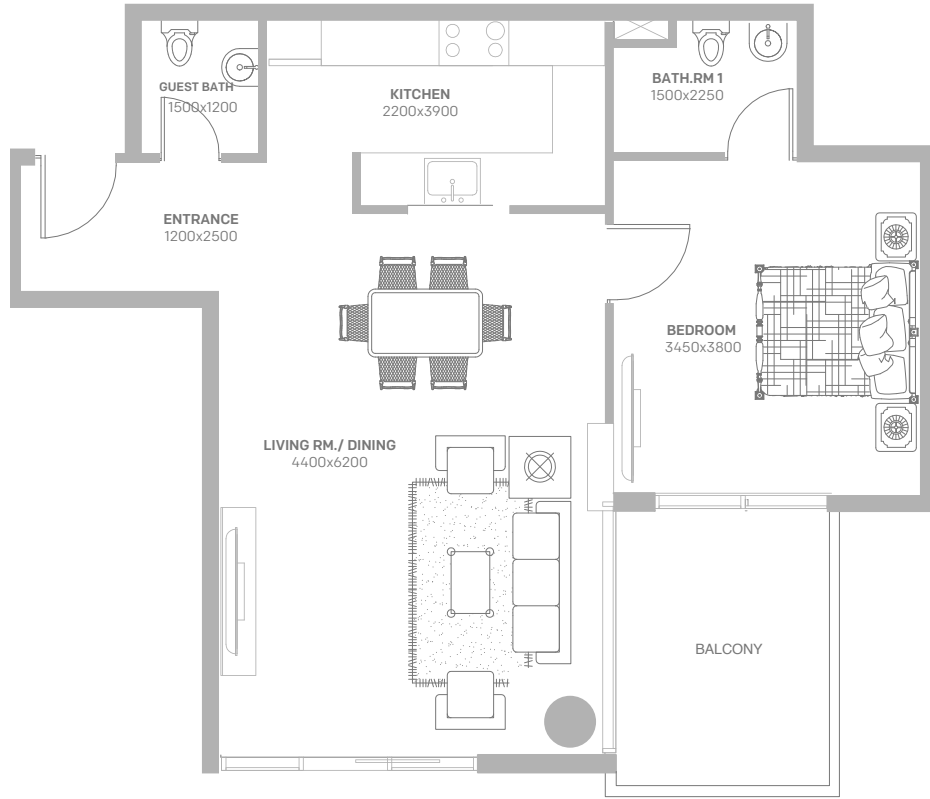 GUEST BATH
1500x1200
KITCHEN
2200x3900
BATH.RM 1
1500x2250
ENTRANCE
1200x2500
BEDROOM
3450x3800
LIVING RM./ DINING
4400x6200
BALCONY